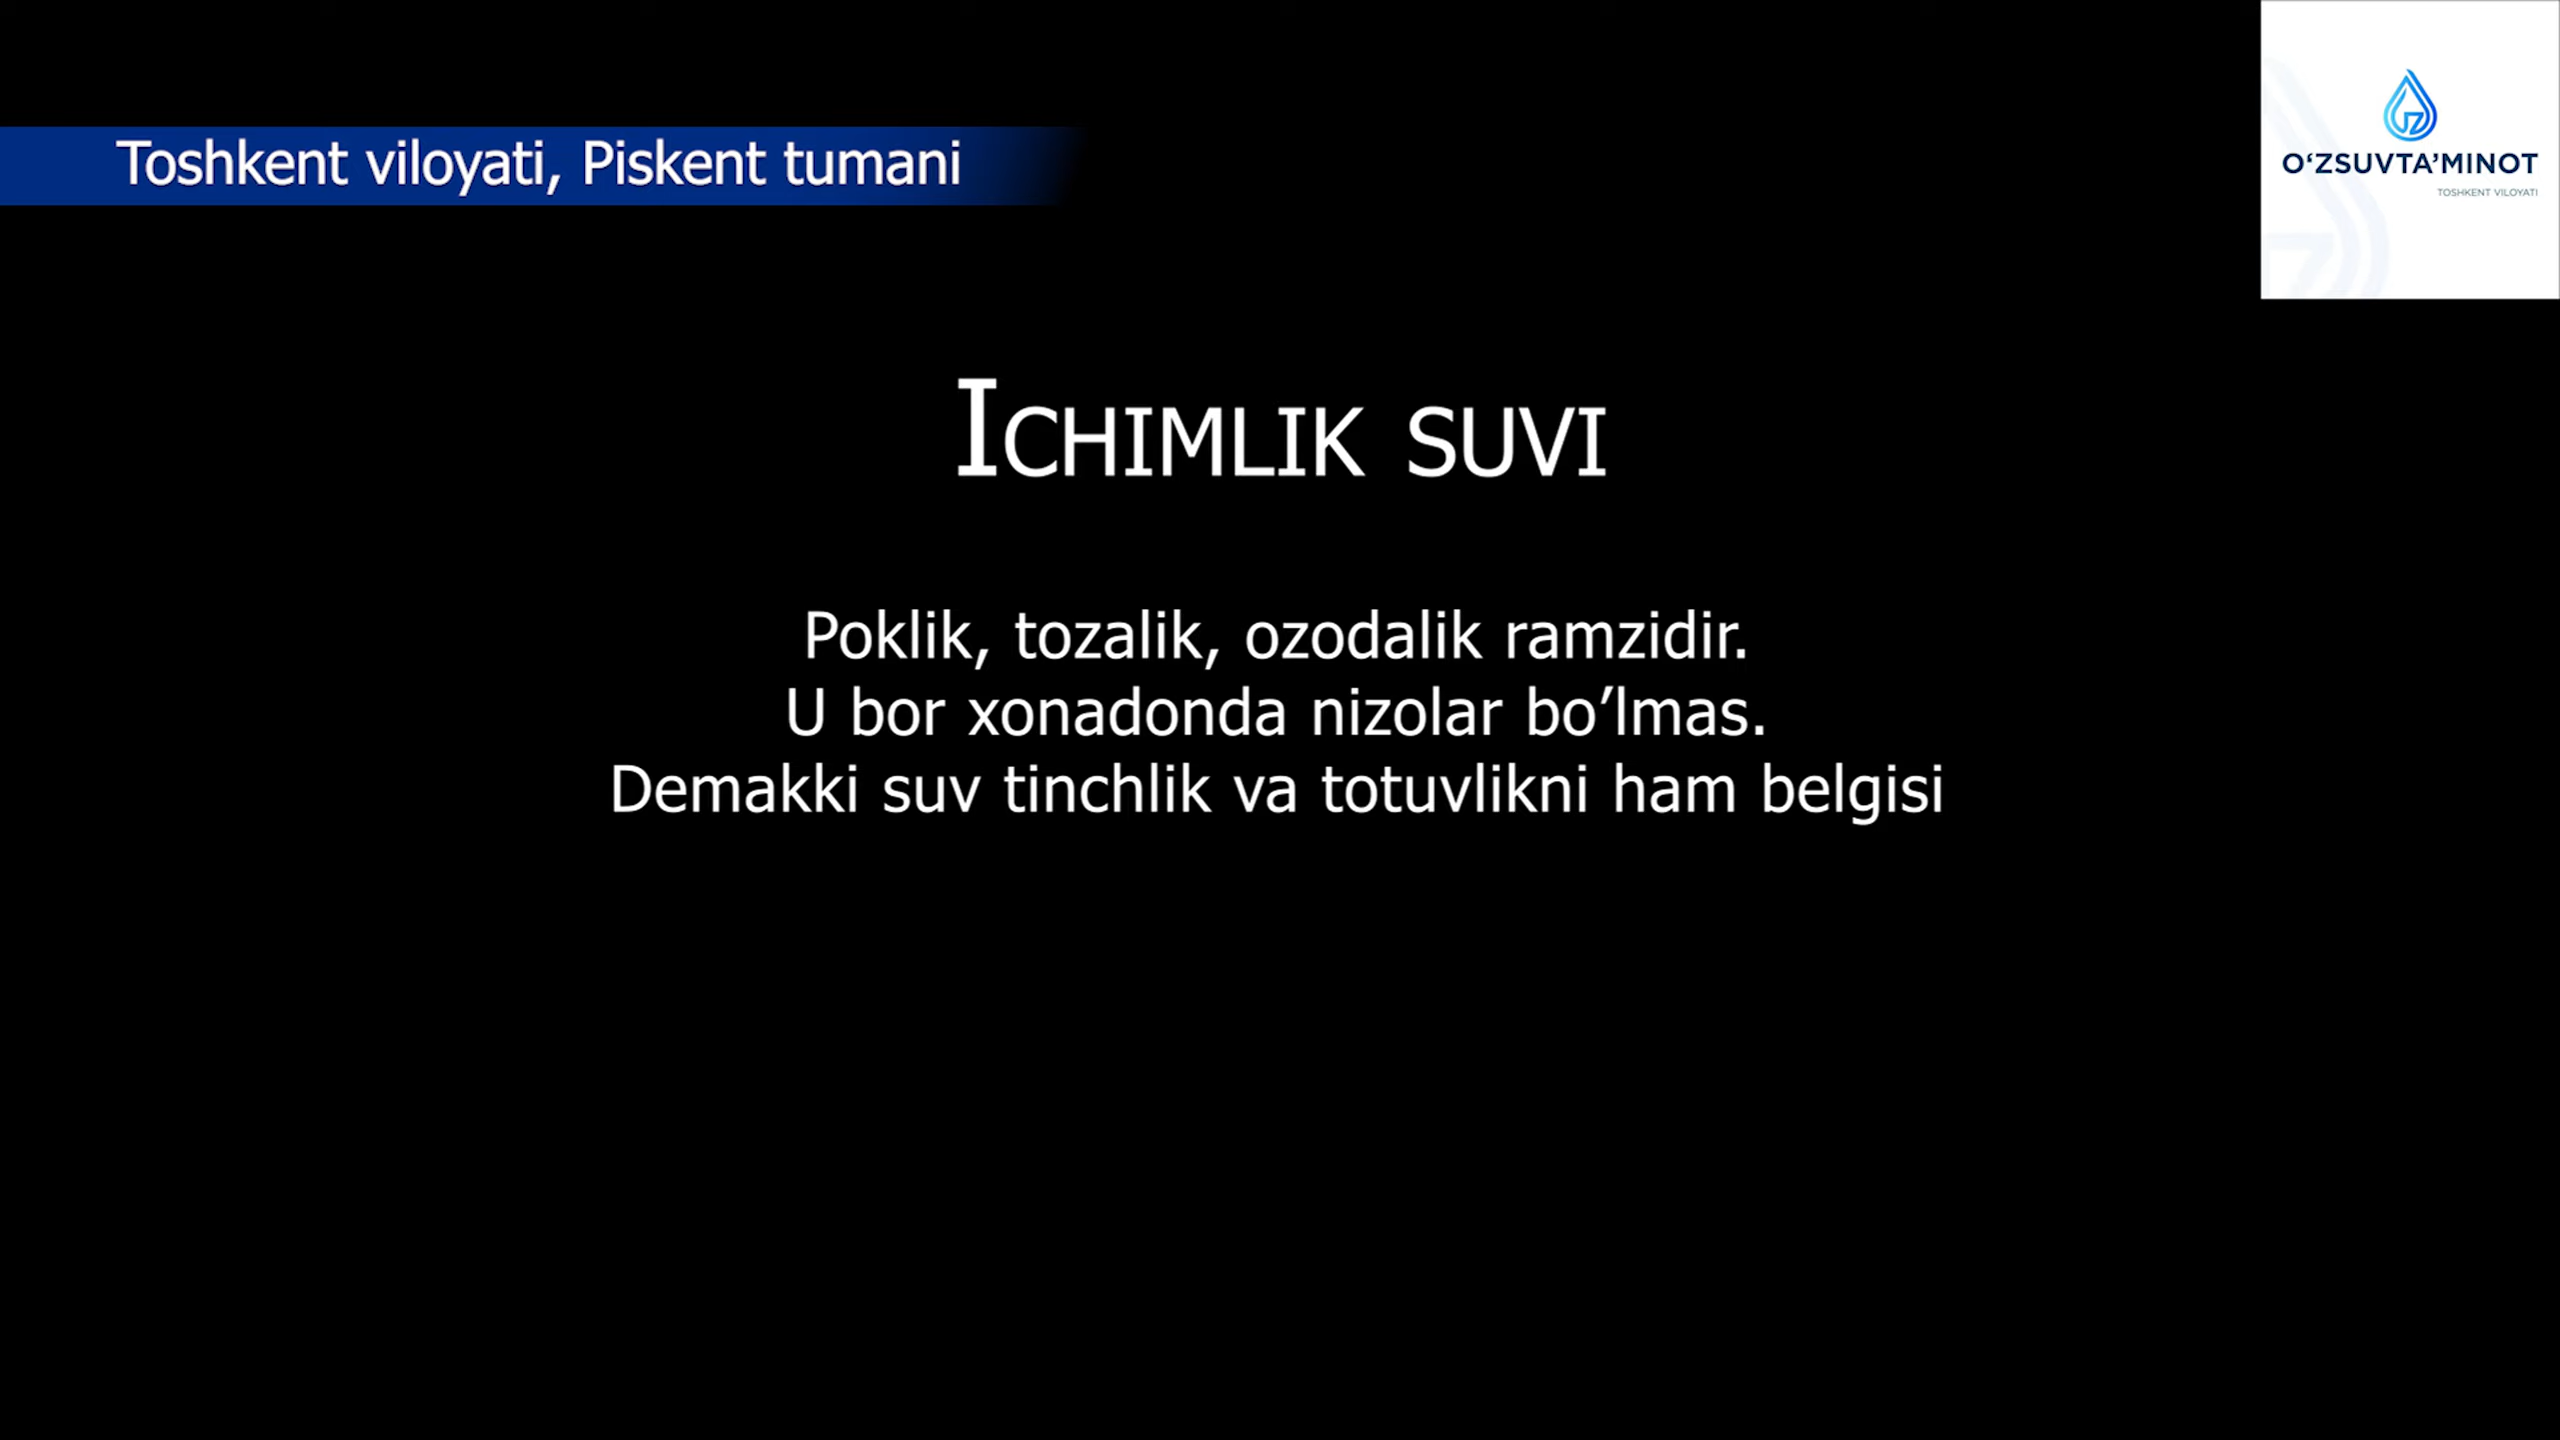 Toshkent viloyati, Piskent tumani
O‘ZSUVTA’MINOT
TOSHKENT VILOYATI
ICHIMLIK SUVI
Poklik, tozalik, ozodalik ramzidir.
U bor xonadonda nizolar bo’lmas.
Demakki suv tinchlik va totuvlikni ham belgisi